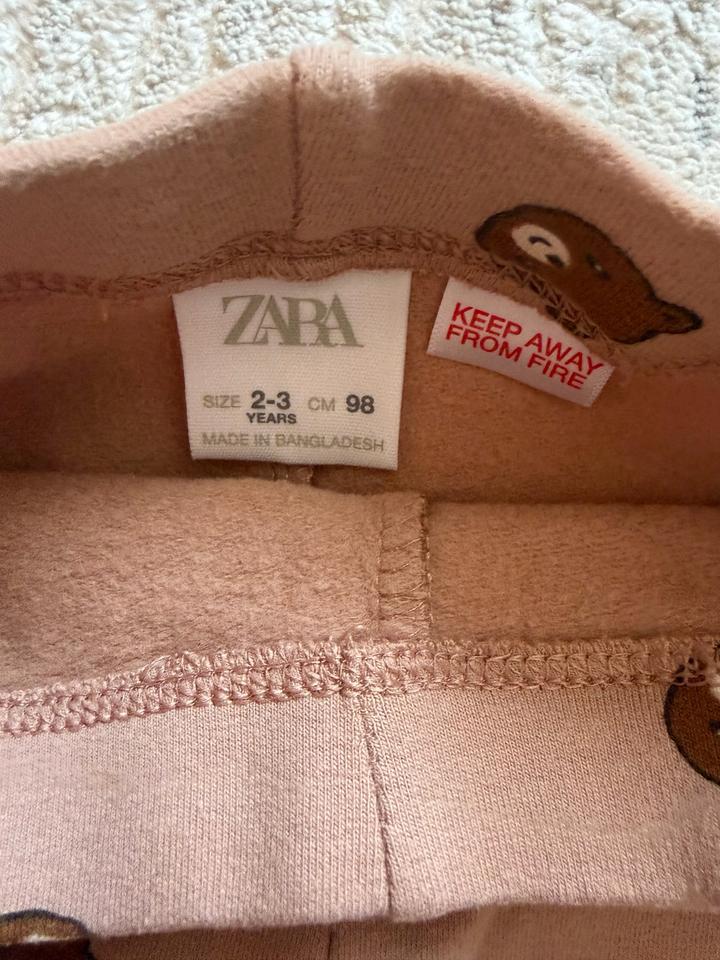 ZARA
SIZE 2-3 CM 98
YEARS
MADE IN BANGLADESH
KEEP AWAY
FROM FIRE